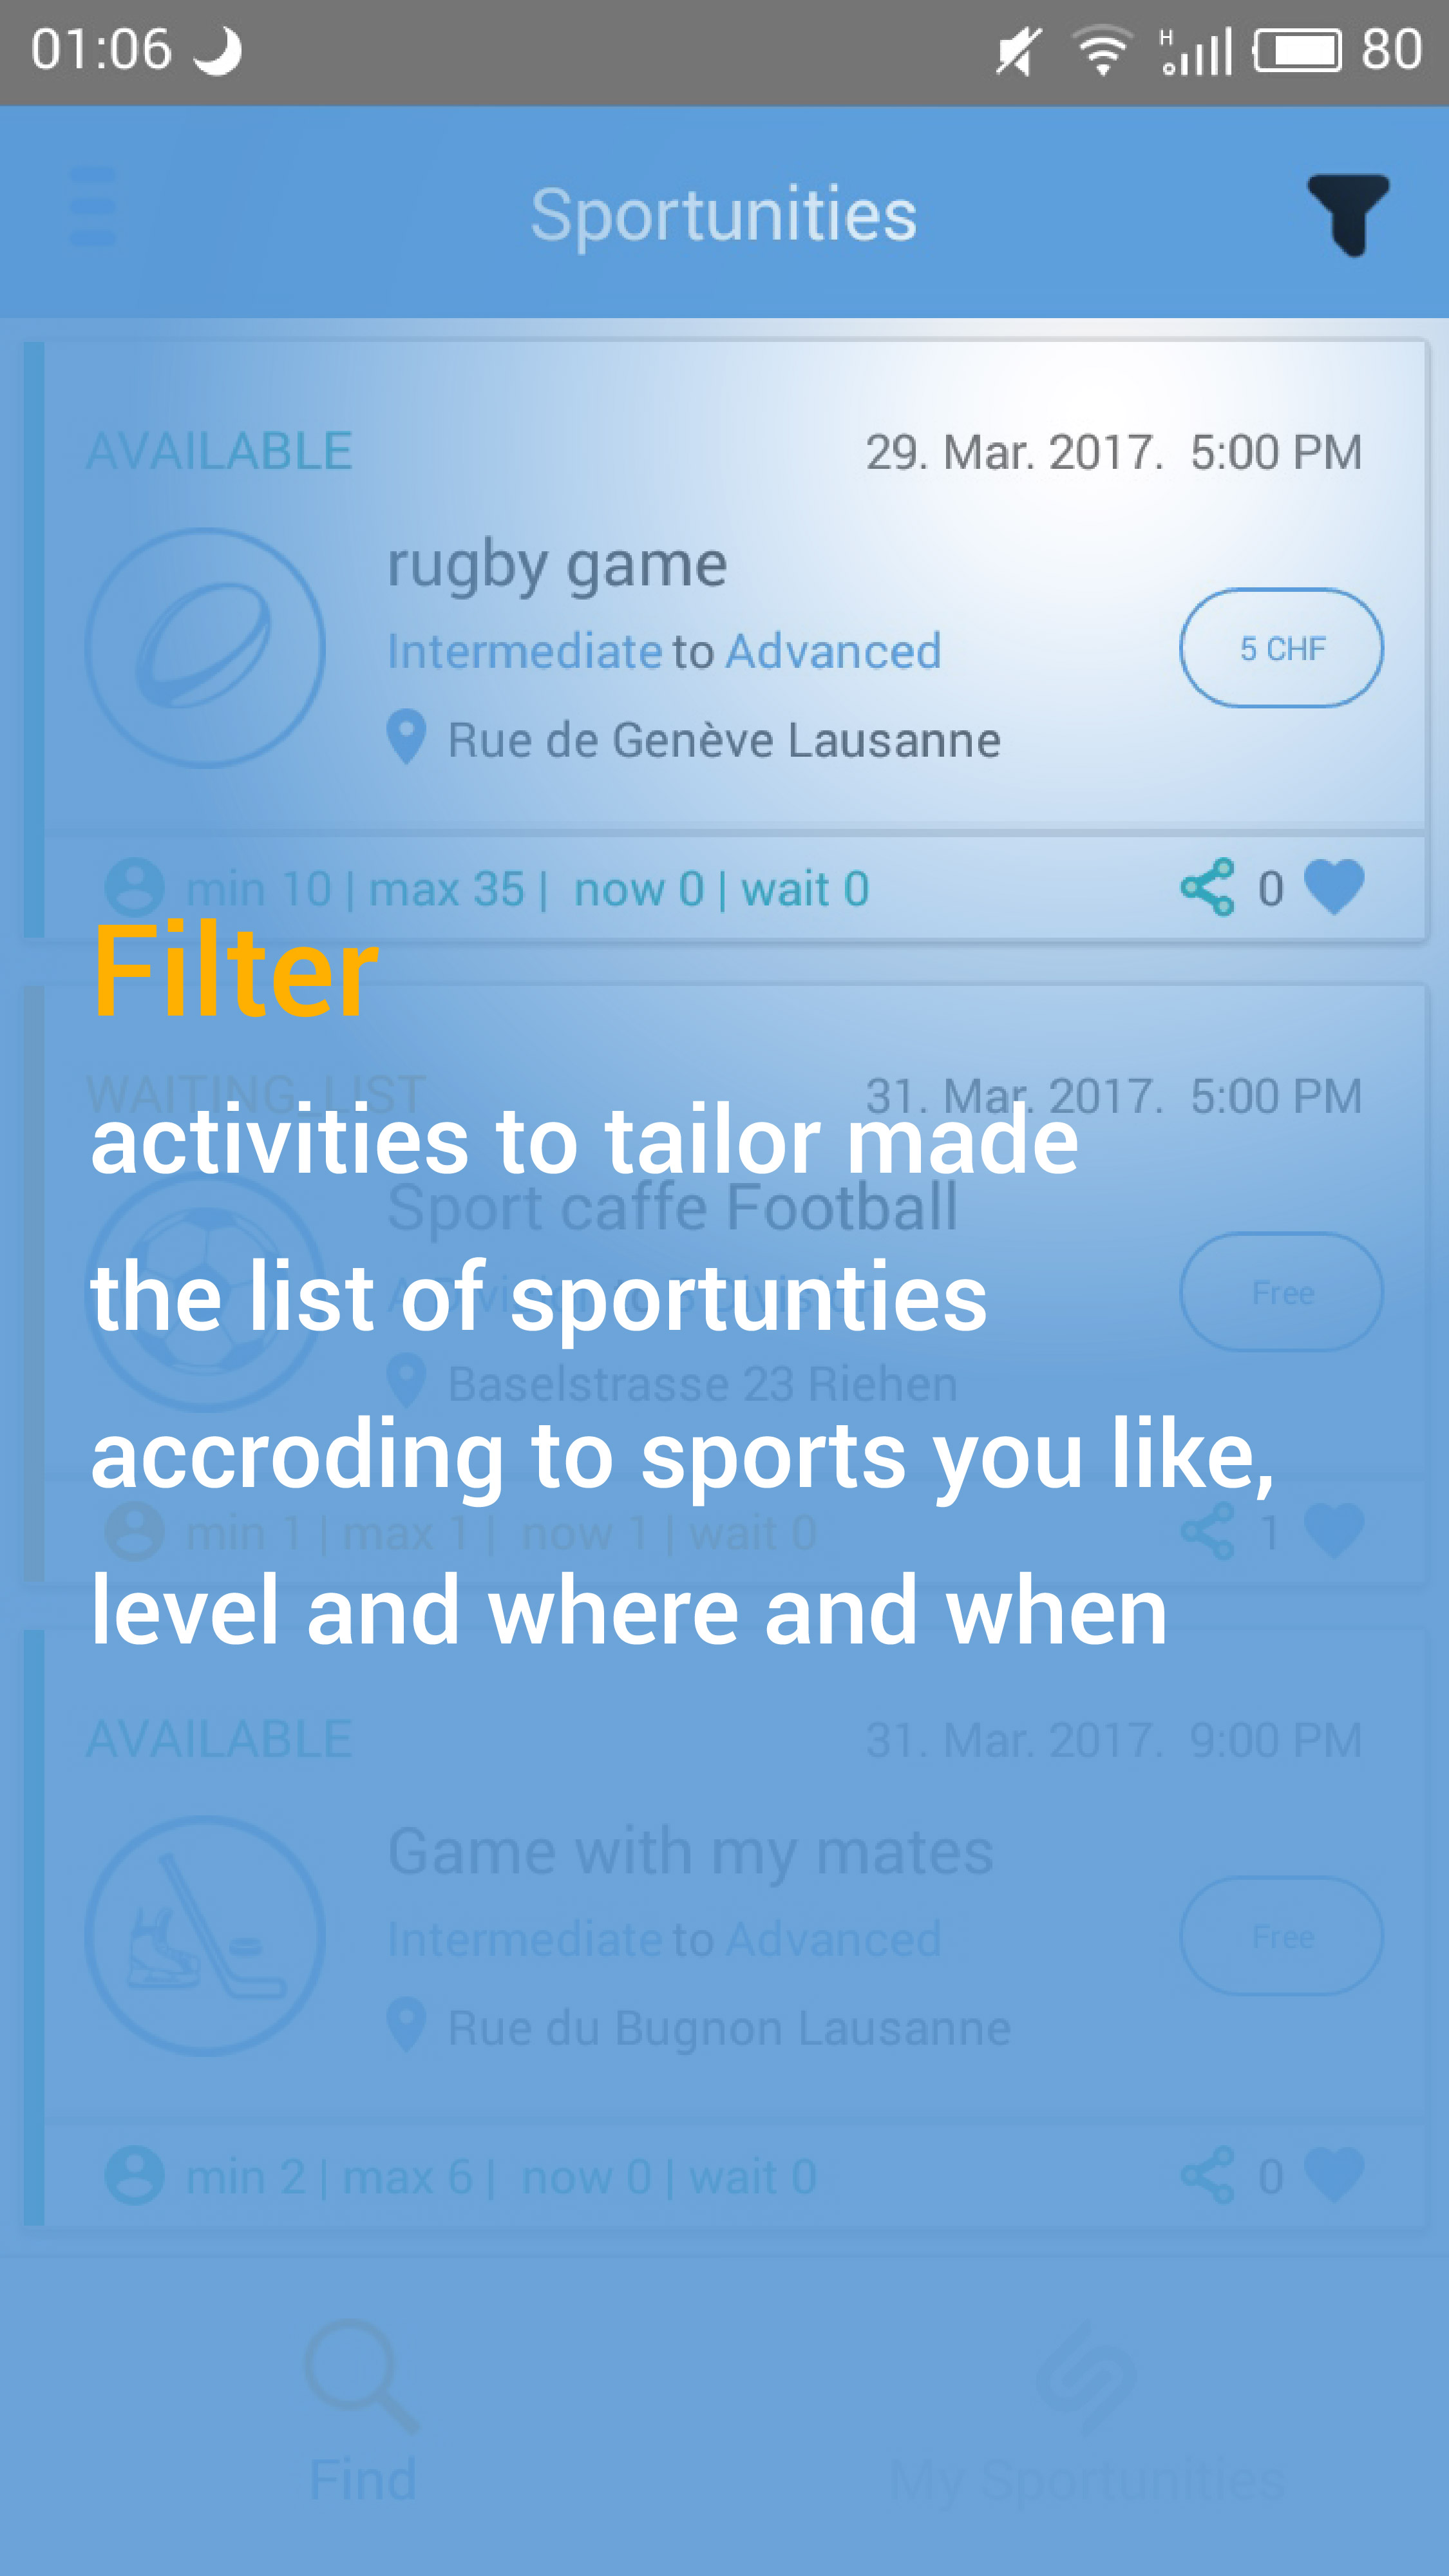 01:06
80
Sportunities
AVAILABLE
29. Mar. 2017. 5:00 PM
rugby game
Intermediate to Advanced
5 CHF
Rue de Genève Lausanne
min 10 | max 35 | now 0 | wait 0
0
Filter
WAITING_LIST
31. Mar. 2017. 5:00 PM
activities to tailor made
Sport caffe Football
the list of sportunties
Free
Baselstrasse 23 Riehen
accroding to sports you like,
min 1 | max 1 | now 1 | wait 0
1
level and where and when
AVAILABLE
31. Mar. 2017. 9:00 PM
Game with my mates
Intermediate to Advanced
Free
Rue du Bugnon Lausanne
min 2 | max 6 | now 0 | wait 0
0
Find
My Sportunities